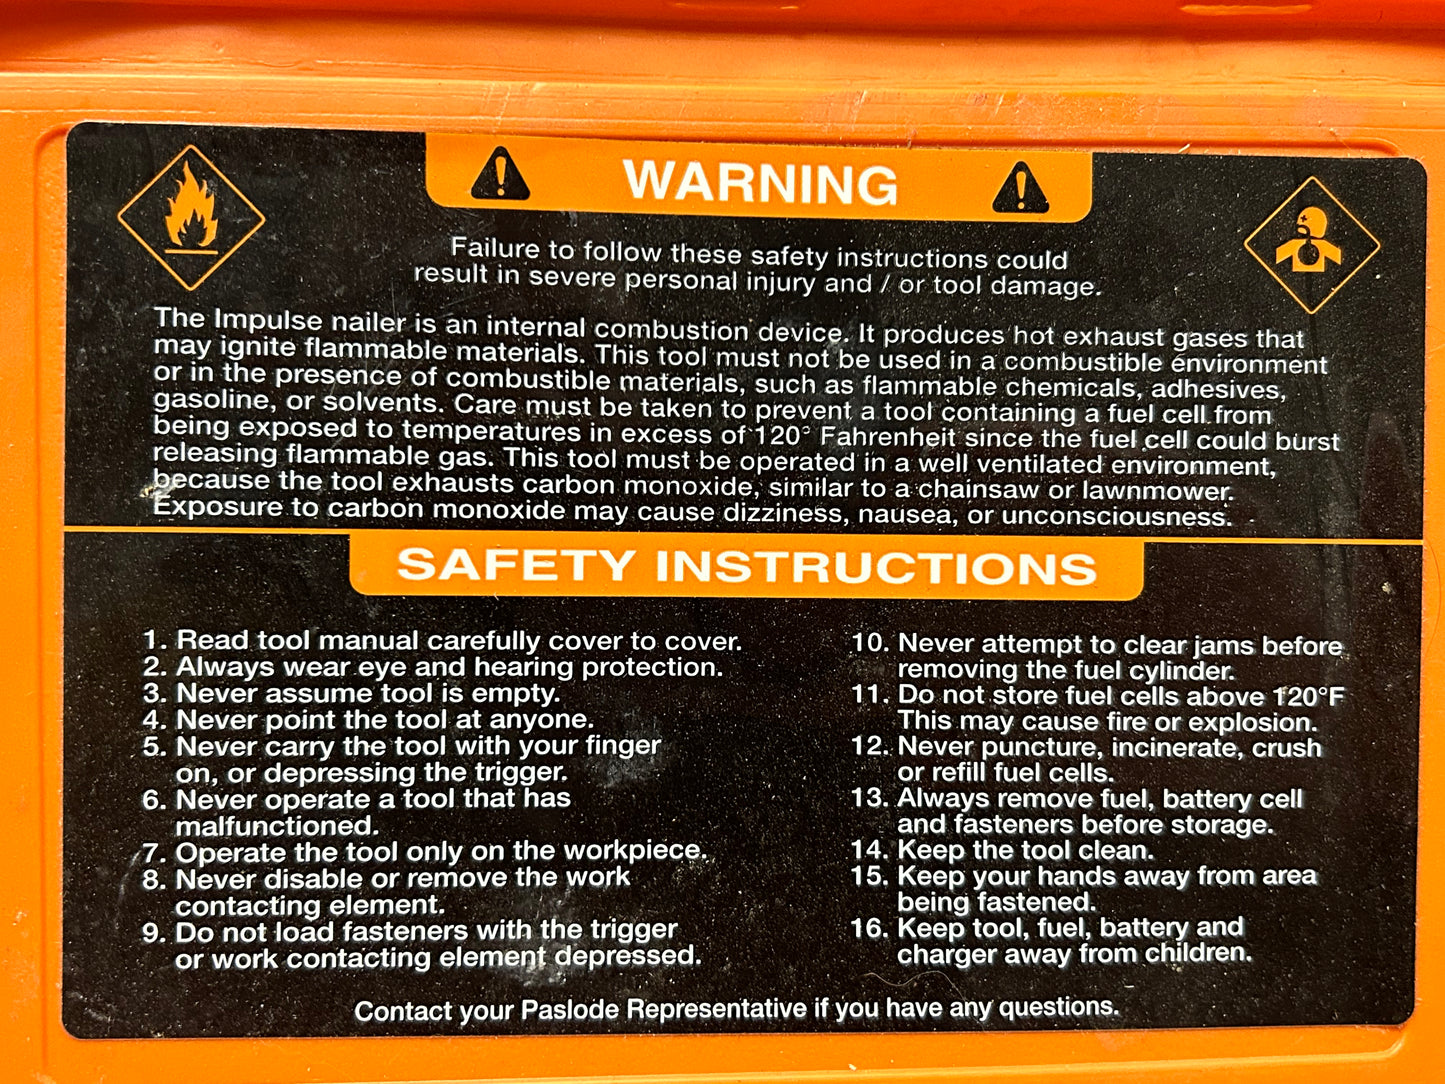 WARNING
Failure to follow these safety instructions could
result in severe personal injury and / or tool damage.
The Impulse nailer is an internal combustion device. It produces hot exhaust gases that
may ignite flammable materials. This tool must not be used in a combustible environment
or in the presence of combustible materials, such as flammable chemicals, adhesives,
gasoline, or solvents. Care must be taken to prevent a tool containing a fuel cell from
being exposed to temperatures in excess of 120° Fahrenheit since the fuel cell could burst
releasing flammable gas. This tool must be operated in a well ventilated environment,
because the tool exhausts carbon monoxide, similar to a chainsaw or lawnmower.
Exposure to carbon monoxide may cause dizziness, nausea, or unconsciousness.
SAFETY INSTRUCTIONS
1. Read tool manual carefully cover to cover.
2. Always wear eye and hearing protection.
3. Never assume tool is empty.
4. Never point the tool at anyone.
5. Never carry the tool with your finger
on, or depressing the trigger.
6. Never operate a tool that has
malfunctioned.
7. Operate the tool only on the workpiece.
8. Never disable or remove the work
contacting element.
9. Do not load fasteners with the trigger
or work contacting element depressed.
10. Never attempt to clear jams before
removing the fuel cylinder.
11. Do not store fuel cells above 120°F
This may cause fire or explosion.
12. Never puncture, incinerate, crush
or refill fuel cells.
13. Always remove fuel, battery cell
and fasteners before storage.
14. Keep the tool clean.
15. Keep your hands away from area
being fastened.
16. Keep tool, fuel, battery and
charger away from children.
Contact your Paslode Representative if you have any questions.